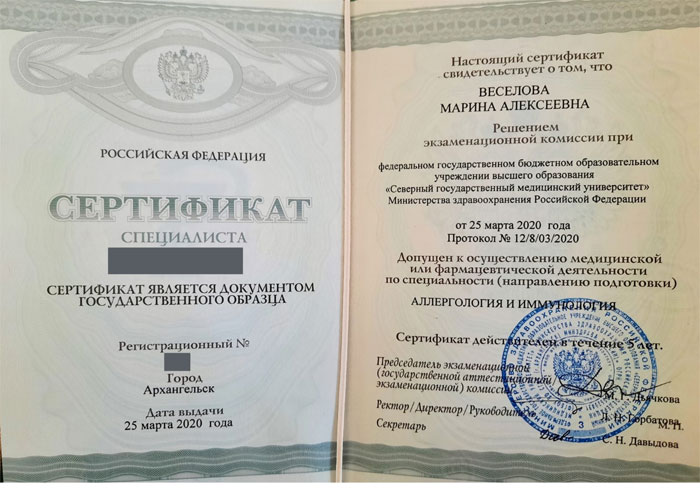 РОССИЙСКАЯ ФЕДЕРАЦИЯ
СЕРТИФИКАТ
СПЕЦИАЛИСТА
СЕРТИФИКАТ ЯВЛЯЕТСЯ ДОКУМЕНТОМ
ГОСУДАРСТВЕННОГО ОБРАЗЦА
Регистрационный №
Город
Архангельск
Дата выдачи
25 марта 2020 года
Настоящий сертификат
свидетельствует о том, что
ВЕСЕЛОВА
МАРИНА АЛЕКСЕЕВНА
Решением
экзаменационной комиссии при
федеральном государственном бюджетном образовательном
учреждении высшего образования
«Северный государственный медицинский университет»
Министерства здравоохранения Российской Федерации
от 25 марта 2020 года
Протокол № 12/8/03/2020
Допущен к осуществлению медицинской
или фармацевтической деятельности
по специальности (направлению подготовки)
АЛЛЕРГОЛОГИЯ И ИММУНОЛОГИЯ
Сертификат действителен в течение 5 лет.
Председатель экзаменационной
(государственной аттестационной
экзаменационной) комиссии
М. Г. Дьячкова
Ректор/Директор/Руководитель
Л. Н. Горбатова
М. П.
Секретарь
С. Н. Давыдова